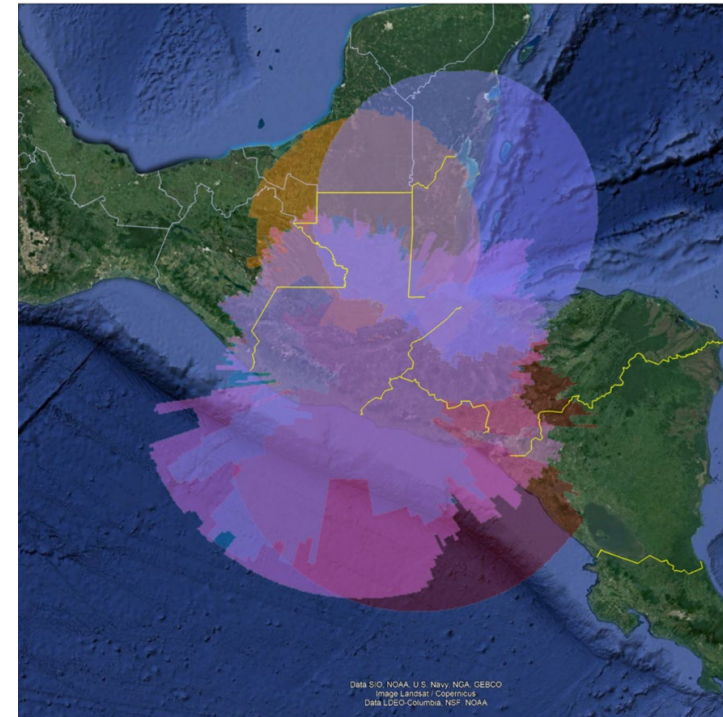 Data SIO, NOAA, U.S. Navy, NGA, GEBCO
Image Landsat / Copernicus
Data LDEO-Columbia, NSF, NOAA